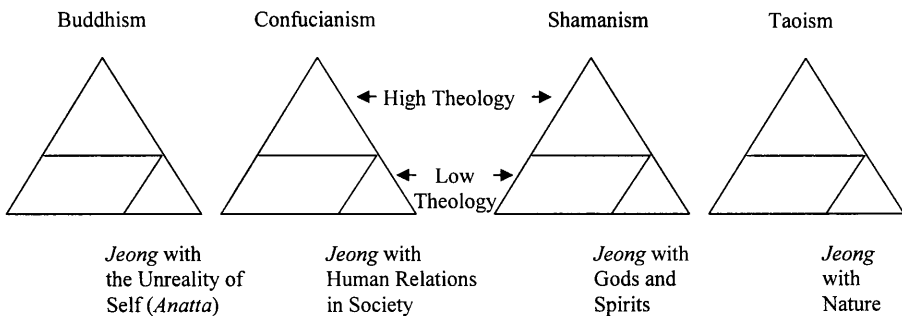 Buddhism Confucianism Shamanism Taoism
High Theology
Low
Theology
Jeong with
the Unreality of
Self (Anatta)
Jeong with
Human Relations
in Society
Jeong with
Gods and
Spirits
Jeong
with
Nature